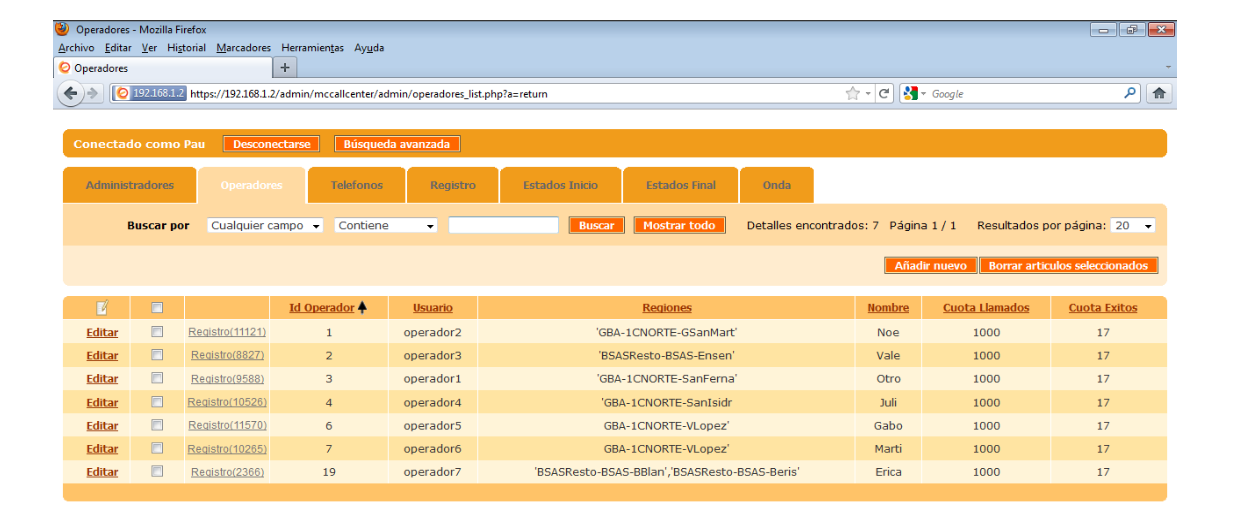 Operadores - Mozilla Firefox
Archivo Editar Ver Historial Marcadores Herramientas Ayuda
Operadores
192.168.1.2 https://192.168.1.2/admin/mccallcenter/admin/operadores_list.php?a=return Google
Conectado como Pau Desconectarse Búsqueda avanzada
Administradores Operadores Telefonos Registro Estados Inicio Estados Final Onda
Buscar por Cualquier campo Contiene Buscar Mostrar todo Detalles encontrados: 7 Página 1 / 1 Resultados por página: 20
Añadir nuevo Borrar articulos seleccionados
Id Operador Usuario Regiones Nombre Cuota Llamados Cuota Exitos
Editar Registro(11121) 1 operador2 'GBA-1CNORTE-GSanMart' Noe 1000 17
Editar Registro(8827) 2 operador3 'BSASResto-BSAS-Ensen' Vale 1000 17
Editar Registro(9588) 3 operador1 'GBA-1CNORTE-SanFerna' Otro 1000 17
Editar Registro(10526) 4 operador4 'GBA-1CNORTE-SanIsidr Juli 1000 17
Editar Registro(11570) 6 operador5 GBA-1CNORTE-VLopez' Gabo 1000 17
Editar Registro(10265) 7 operador6 GBA-1CNORTE-VLopez' Marti 1000 17
Editar Registro(2366) 19 operador7 'BSASResto-BSAS-BBlan','BSASResto-BSAS-Beris' Erica 1000 17